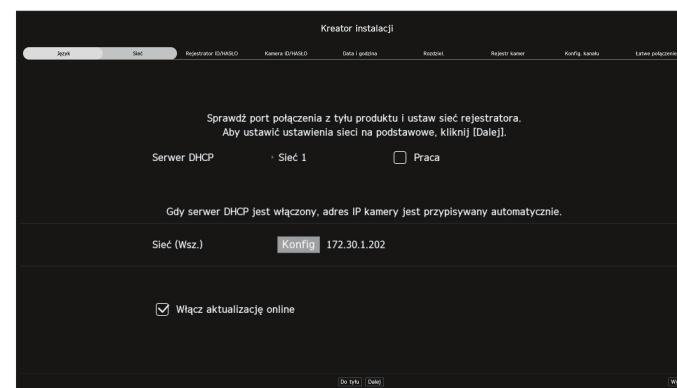 Kreator instalacji
Język Sieć Rejestrator ID/HASŁO Kamera ID/HASŁO Data i godzina Rozdziel. Rejestr kamer Konfig. kanału Łatwe połączenie
Sprawdź port połączenia z tyłu produktu i ustaw sieć rejestratora.
Aby ustawić ustawienia sieci na podstawowe, kliknij [Dalej].
Serwer DHCP Sieć 1 Praca
Gdy serwer DHCP jest włączony, adres IP kamery jest przypisywany automatycznie.
Sieć (Wsz.) Konfig 172.30.1.202
Włącz aktualizację online
Do tyłu Dalej